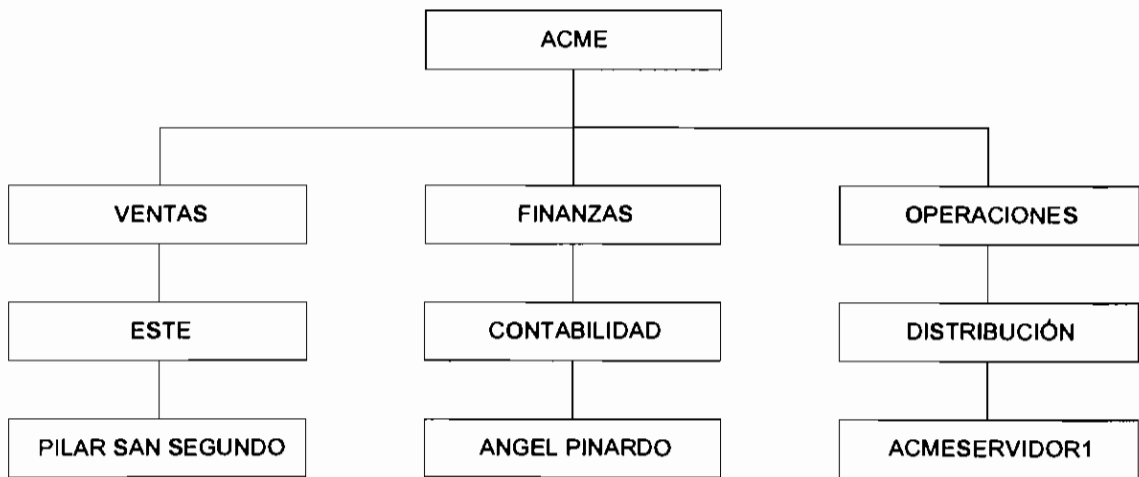 ACME
VENTAS
FINANZAS
OPERACIONES
ESTE
CONTABILIDAD
DISTRIBUCIÓN
PILAR SAN SEGUNDO
ANGEL PINARDO
ACMESERVIDOR1